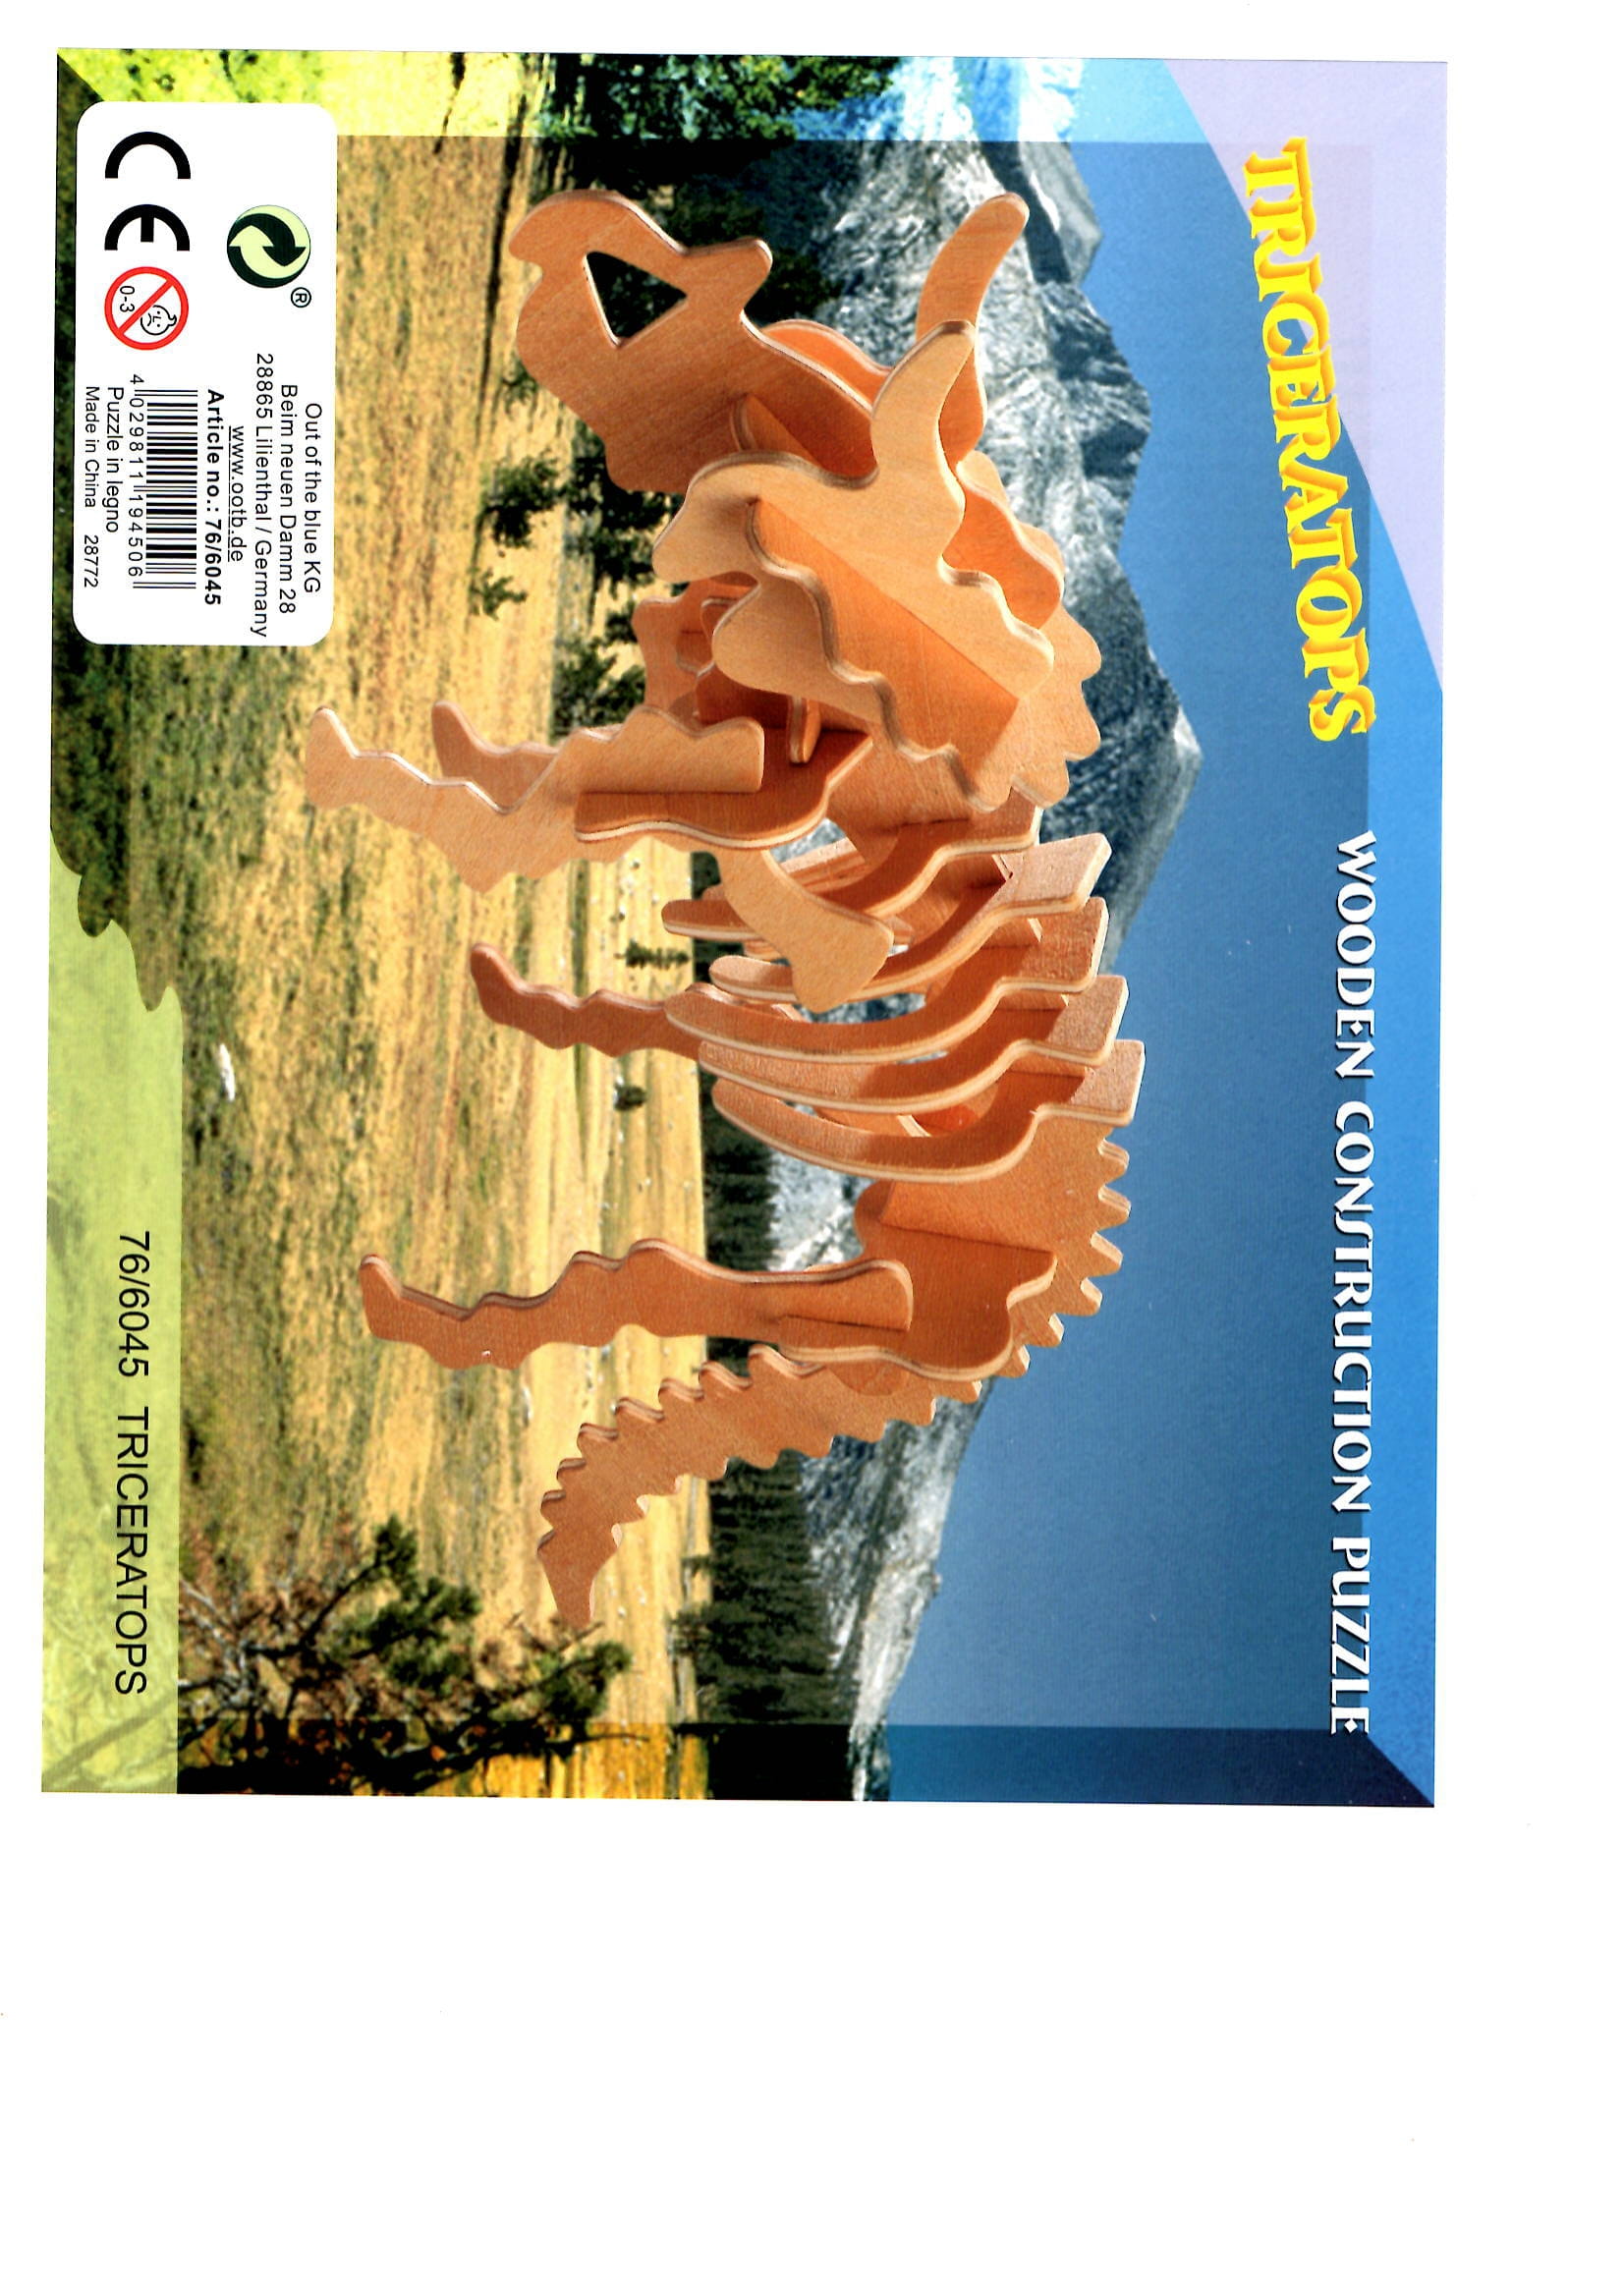 TRICERATOPS
WOODEN CONSTRUCTION PUZZLE
Out of the blue KG
Beim neuen Damm 28
28865 Lilienthal / Germany
www.ootb.de
Article no.: 76/6045
®
CE
0-3
4 029811 194506
Puzzle in legno
Made in China 28772
76/6045 TRICERATOPS